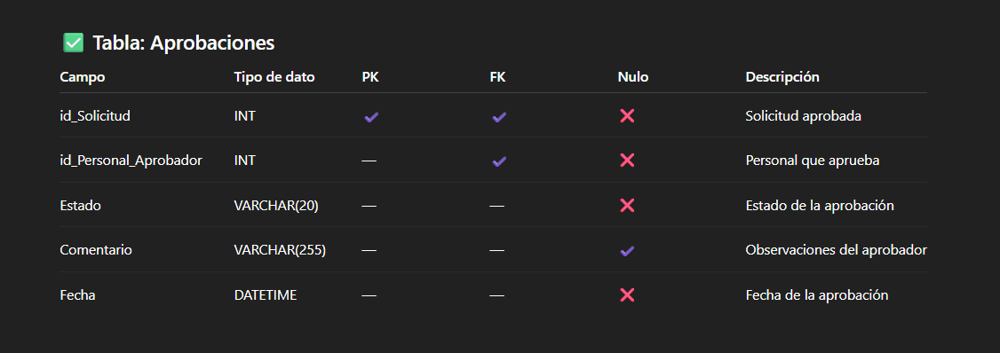 ✅ Tabla: Aprobaciones
Campo Tipo de dato PK FK Nulo Descripción
id_Solicitud INT ✔ ✔ ❌ Solicitud aprobada
id_Personal_Aprobador INT — ✔ ❌ Personal que aprueba
Estado VARCHAR(20) — — ❌ Estado de la aprobación
Comentario VARCHAR(255) — — ✔ Observaciones del aprobador
Fecha DATETIME — — ❌ Fecha de la aprobación